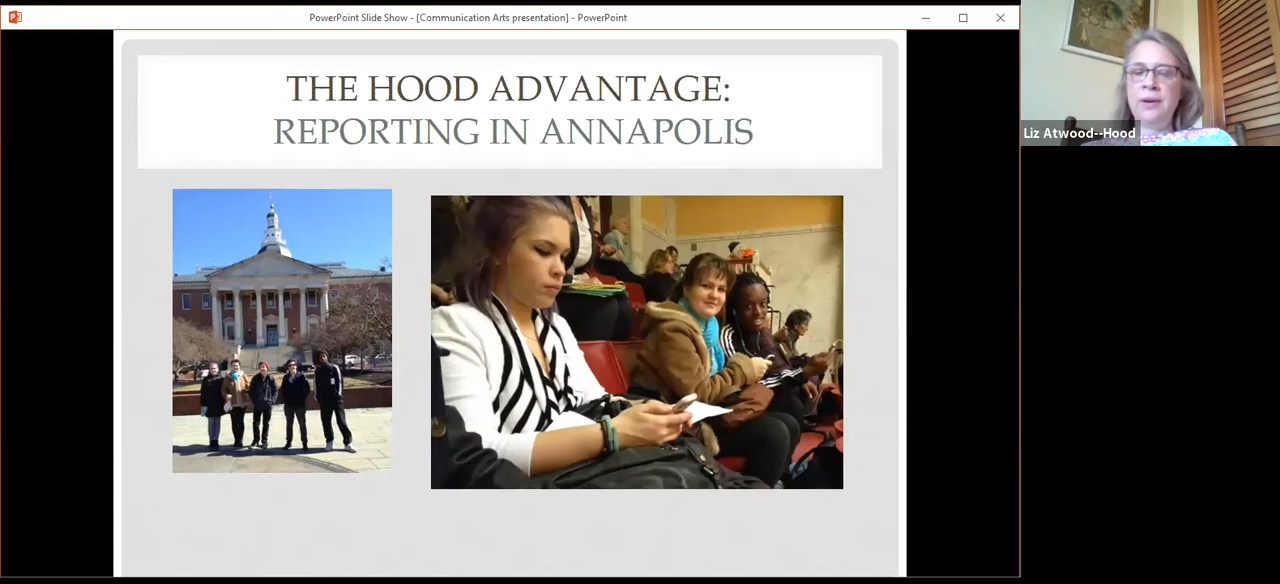 PowerPoint Slide Show - [Communication Arts presentation] - PowerPoint
THE HOOD ADVANTAGE:
REPORTING IN ANNAPOLIS
Liz Atwood--Hood